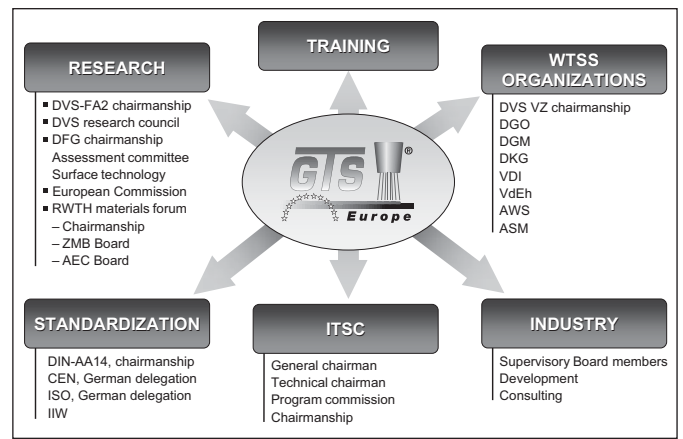 TRAINING
RESEARCH
▪ DVS-FA2 chairmanship
▪ DVS research council
▪ DFG chairmanship
Assessment committee
Surface technology
▪ European Commission
▪ RWTH materials forum
– Chairmanship
– ZMB Board
– AEC Board
WTSS
ORGANIZATIONS
DVS VZ chairmanship
DGO
DGM
DKG
VDI
VdEh
AWS
ASM
GTS ®
Europe
STANDARDIZATION
DIN-AA14, chairmanship
CEN, German delegation
ISO, German delegation
IIW
ITSC
General chairman
Technical chairman
Program commission
Chairmanship
INDUSTRY
Supervisory Board members
Development
Consulting